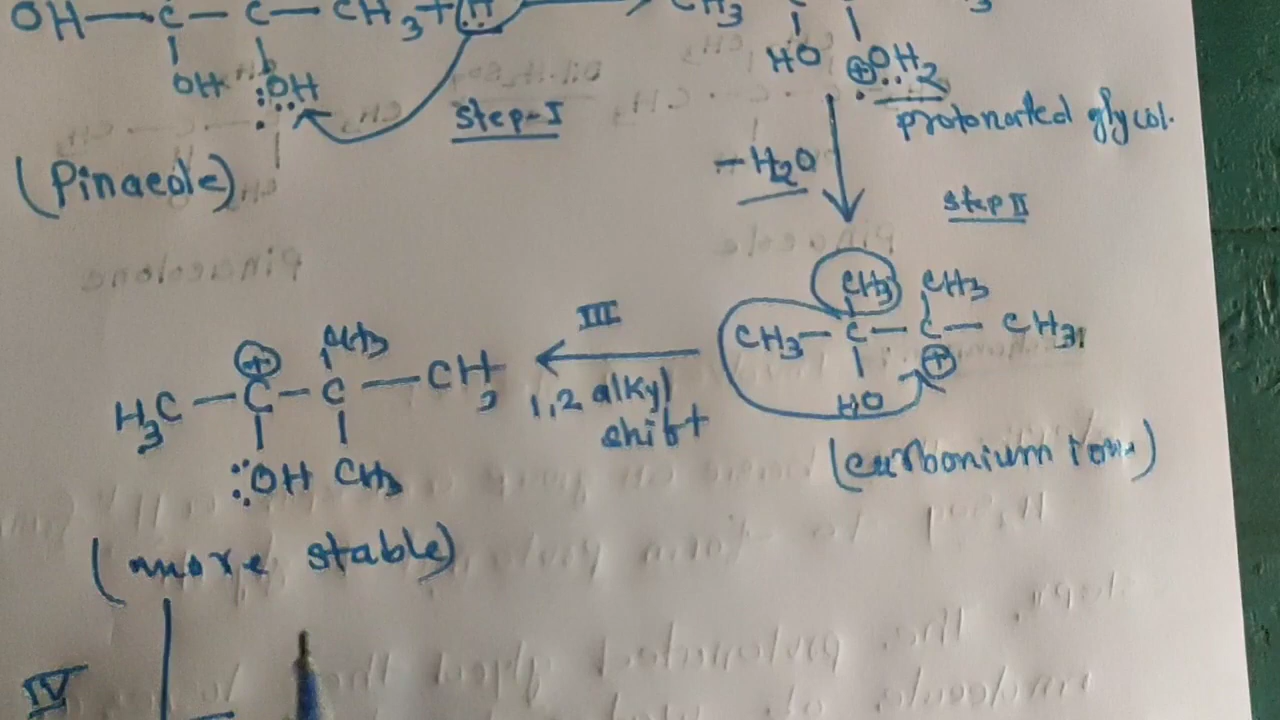 OH — C — C — CH3 + H
CH3
OH
:OH
HO
⊕OH2
Step-I
protonated glycol.
(Pinacole)
– H2O
Step II
CH3 CH3
CH3 – C – C – CH3
⊕
HO
(carbonium ion)
III
1,2 alkyl
shift
⊕ CH3
H3C – C – C – CH3
:OH CH3
(more stable)
IV